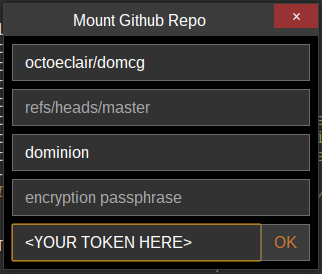 Mount Github Repo
×
octoeclair/domcg
refs/heads/master
dominion
encryption passphrase
<YOUR TOKEN HERE> OK